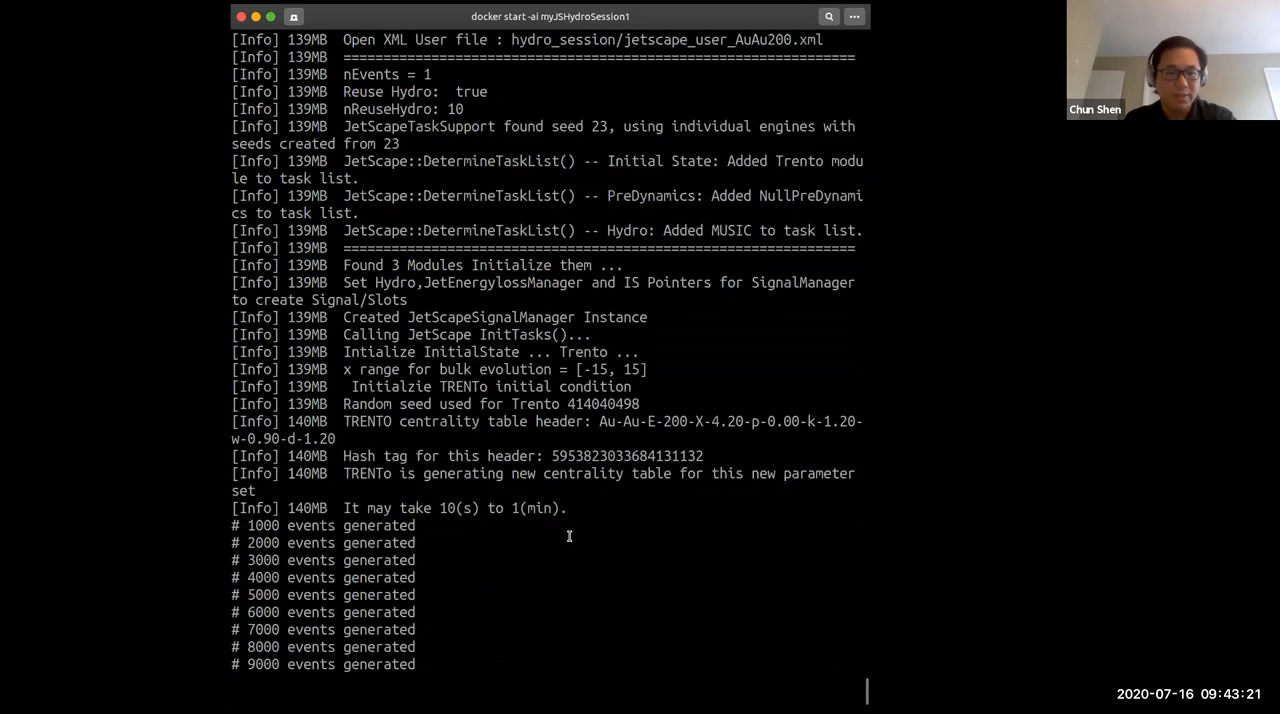 docker start -ai myJSHydroSession1
[Info] 139MB  Open XML User file : hydro_session/jetscape_user_AuAu200.xml
[Info] 139MB  ================================================================
[Info] 139MB  nEvents = 1
[Info] 139MB  Reuse Hydro:  true
[Info] 139MB  nReuseHydro: 10
[Info] 139MB  JetScapeTaskSupport found seed 23, using individual engines with
seeds created from 23
[Info] 139MB  JetScape::DetermineTaskList() -- Initial State: Added Trento modu
le to task list.
[Info] 139MB  JetScape::DetermineTaskList() -- PreDynamics: Added NullPreDynami
cs to task list.
[Info] 139MB  JetScape::DetermineTaskList() -- Hydro: Added MUSIC to task list.
[Info] 139MB  ================================================================
[Info] 139MB  Found 3 Modules Initialize them ...
[Info] 139MB  Set Hydro,JetEnergylossManager and IS Pointers for SignalManager
to create Signal/Slots
[Info] 139MB  Created JetScapeSignalManager Instance
[Info] 139MB  Calling JetScape InitTasks()...
[Info] 139MB  Intialize InitialState ... Trento ...
[Info] 139MB  x range for bulk evolution = [-15, 15]
[Info] 139MB   Initialzie TRENTo initial condition
[Info] 139MB  Random seed used for Trento 414040498
[Info] 140MB  TRENTO centrality table header: Au-Au-E-200-X-4.20-p-0.00-k-1.20-
w-0.90-d-1.20
[Info] 140MB  Hash tag for this header: 5953823033684131132
[Info] 140MB  TRENTo is generating new centrality table for this new parameter
set
[Info] 140MB  It may take 10(s) to 1(min).
# 1000 events generated
# 2000 events generated
# 3000 events generated
# 4000 events generated
# 5000 events generated
# 6000 events generated
# 7000 events generated
# 8000 events generated
# 9000 events generated
Chun Shen
2020-07-16 09:43:21